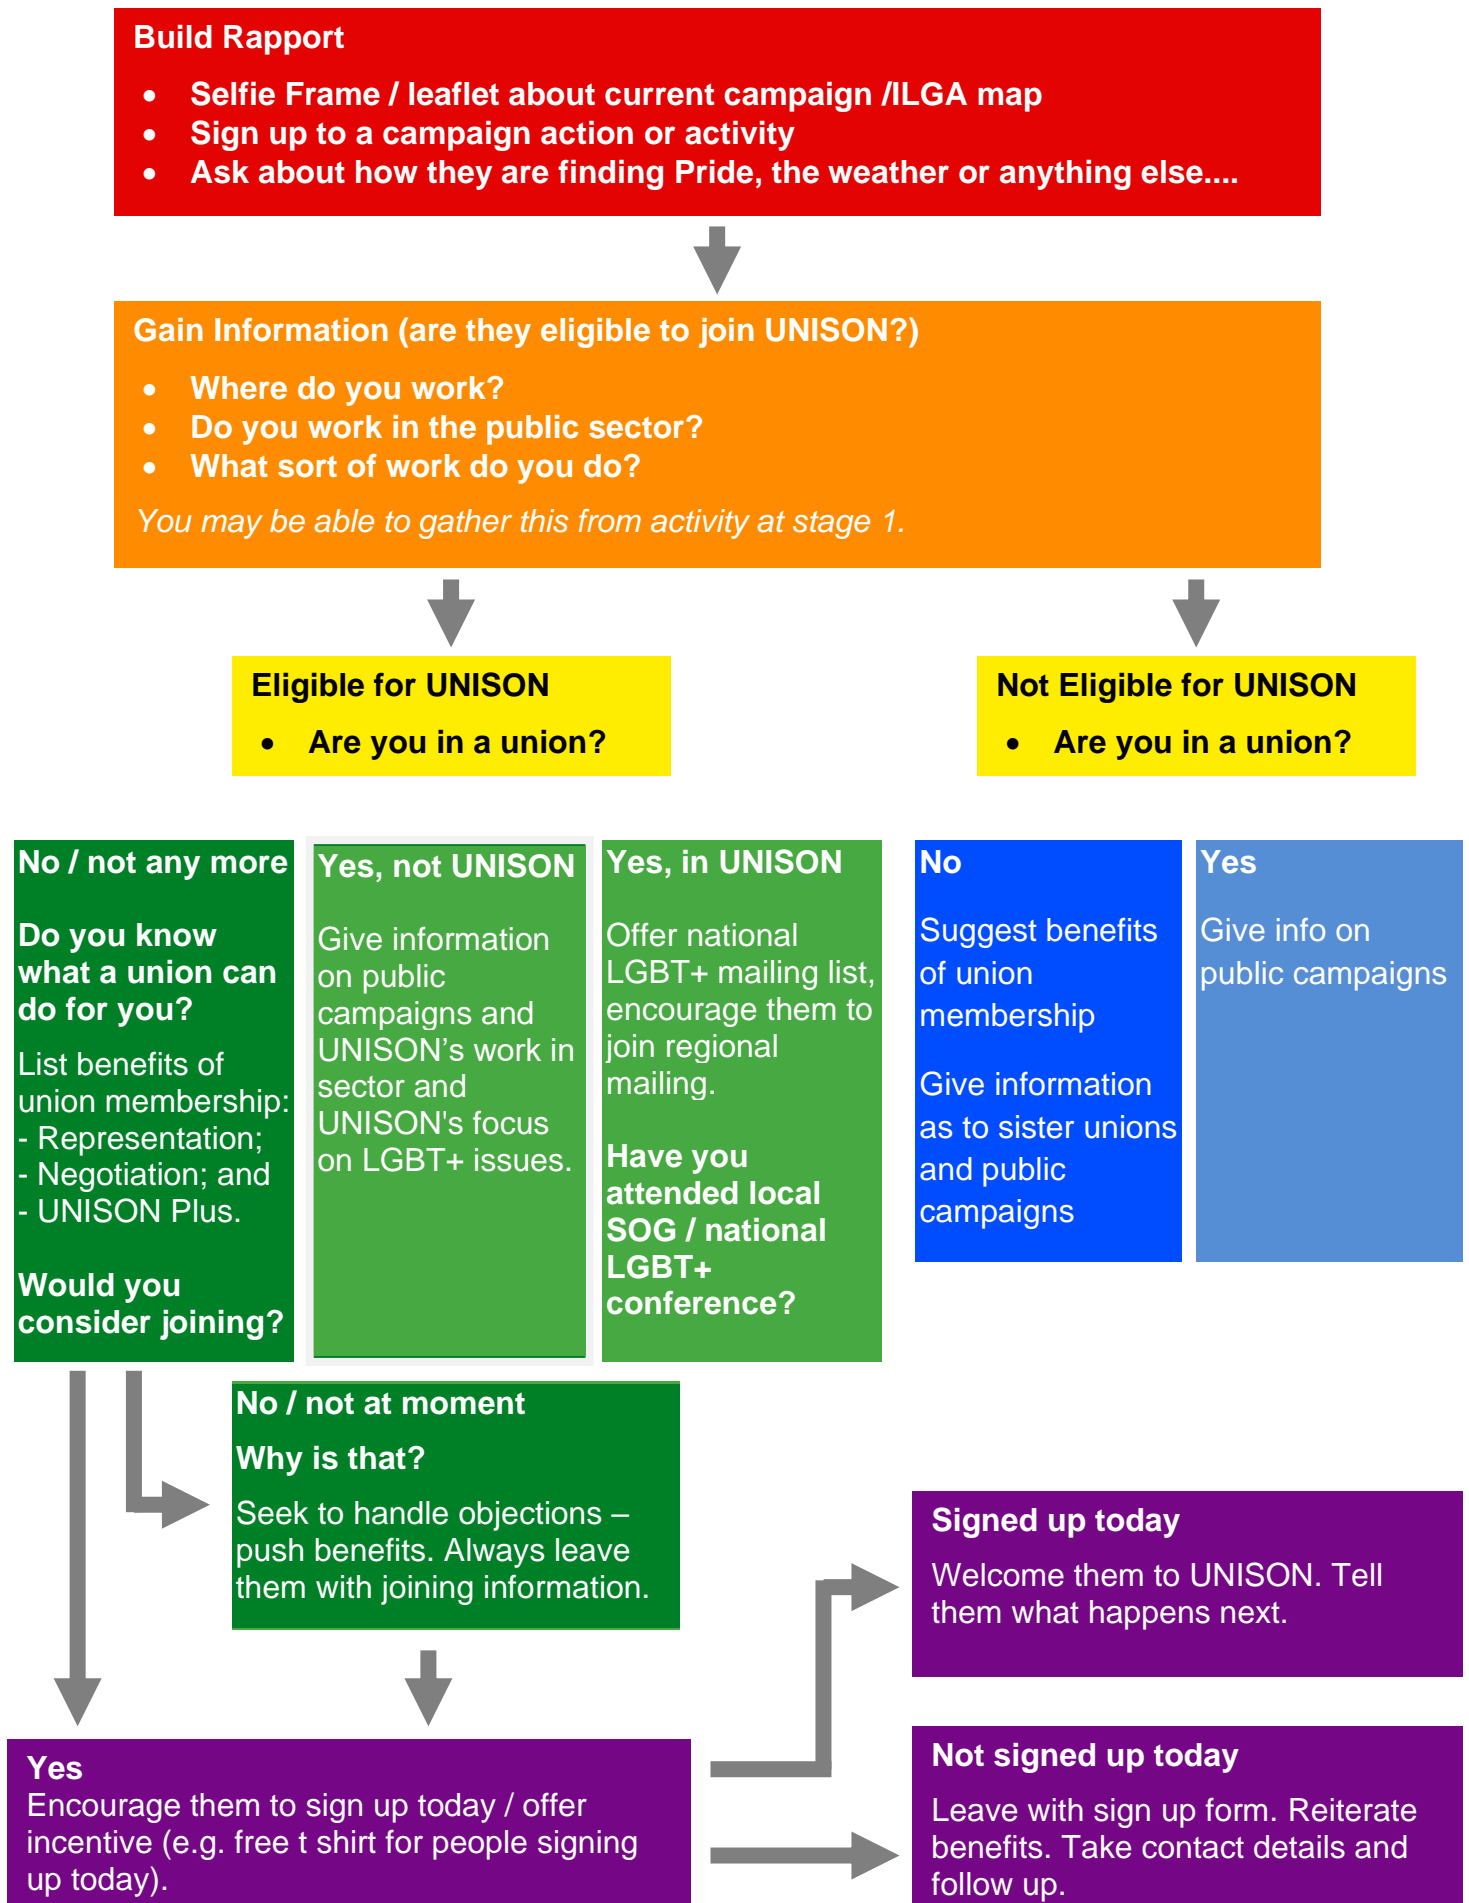 Build Rapport
• Selfie Frame / leaflet about current campaign /ILGA map
• Sign up to a campaign action or activity
• Ask about how they are finding Pride, the weather or anything else....
Gain Information (are they eligible to join UNISON?)
• Where do you work?
• Do you work in the public sector?
• What sort of work do you do?
You may be able to gather this from activity at stage 1.
Eligible for UNISON
• Are you in a union?
Not Eligible for UNISON
• Are you in a union?
No / not any more
Do you know
what a union can
do for you?
List benefits of
union membership:
- Representation;
- Negotiation; and
- UNISON Plus.
Would you
consider joining?
Yes, not UNISON
Give information
on public
campaigns and
UNISON’s work in
sector and
UNISON's focus
on LGBT+ issues.
Yes, in UNISON
Offer national
LGBT+ mailing list,
encourage them to
join regional
mailing.
Have you
attended local
SOG / national
LGBT+
conference?
No
Suggest benefits
of union
membership
Give information
as to sister unions
and public
campaigns
Yes
Give info on
public campaigns
No / not at moment
Why is that?
Seek to handle objections –
push benefits. Always leave
them with joining information.
Yes
Encourage them to sign up today / offer
incentive (e.g. free t shirt for people signing
up today).
Signed up today
Welcome them to UNISON. Tell
them what happens next.
Not signed up today
Leave with sign up form. Reiterate
benefits. Take contact details and
follow up.